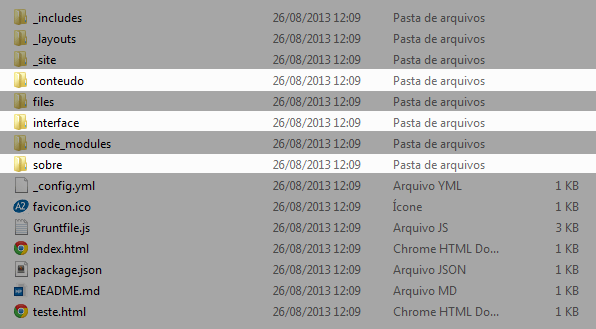 _includes 26/08/2013 12:09 Pasta de arquivos
_layouts 26/08/2013 12:09 Pasta de arquivos
_site 26/08/2013 12:09 Pasta de arquivos
conteudo 26/08/2013 12:09 Pasta de arquivos
files 26/08/2013 12:09 Pasta de arquivos
interface 26/08/2013 12:09 Pasta de arquivos
node_modules 26/08/2013 12:09 Pasta de arquivos
sobre 26/08/2013 12:09 Pasta de arquivos
_config.yml 26/08/2013 12:09 Arquivo YML 1 KB
A2 favicon.ico 26/08/2013 12:09 Ícone 1 KB
Gruntfile.js 26/08/2013 12:09 Arquivo JS 3 KB
index.html 26/08/2013 12:09 Chrome HTML Do... 1 KB
package.json 26/08/2013 12:09 Arquivo JSON 1 KB
README.md 26/08/2013 12:09 Arquivo MD 1 KB
teste.html 26/08/2013 12:09 Chrome HTML Do... 1 KB